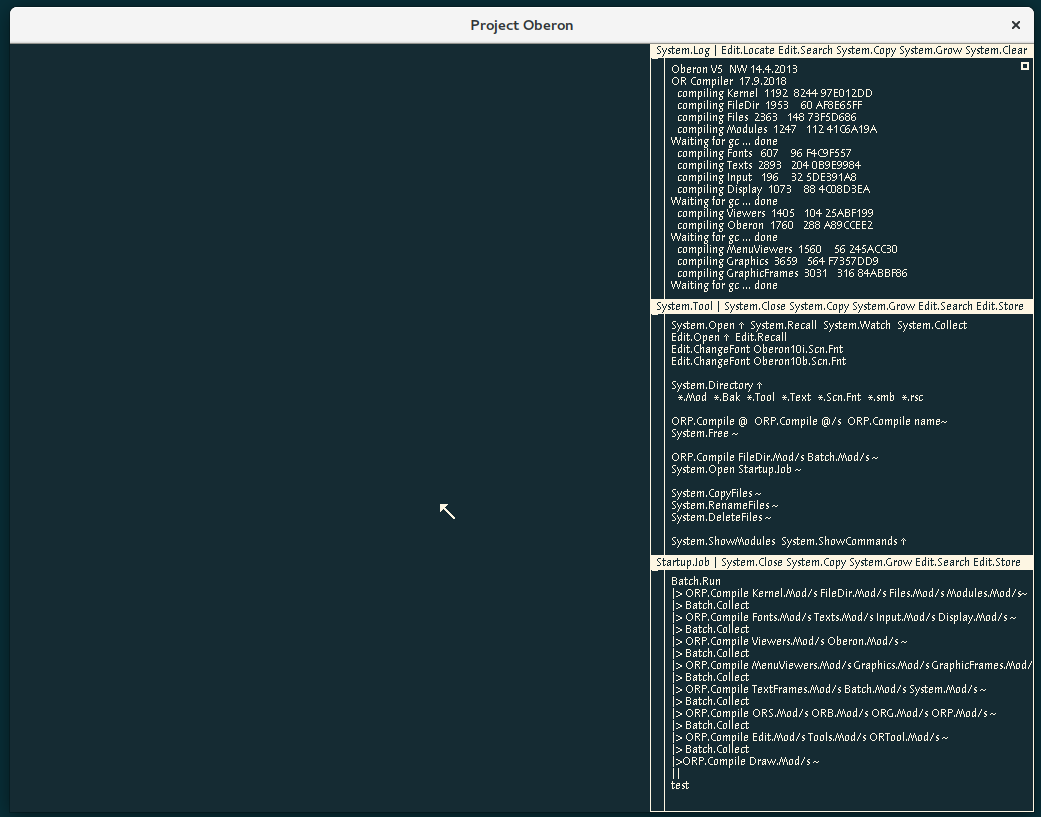 Project Oberon
System.Log | Edit.Locate Edit.Search System.Copy System.Grow System.Clear
Oberon V5 NW 14.4.2013
OR Compiler 17.9.2018
compiling Kernel 1192 8244 97E012DD
compiling FileDir 1953 60 AF8E65FF
compiling Files 2363 148 73F5D686
compiling Modules 1247 112 41C6A19A
Waiting for gc ... done
compiling Fonts 607 96 F4C9F557
compiling Texts 2893 204 0B9E9984
compiling Input 196 32 5DE391A8
compiling Display 1073 88 4C08D3EA
Waiting for gc ... done
compiling Viewers 1405 104 25ABF199
compiling Oberon 1760 288 A89CCEE2
Waiting for gc ... done
compiling MenuViewers 1560 56 245ACC30
compiling Graphics 3659 564 F7357DD9
compiling GraphicFrames 3031 316 84ABBF86
Waiting for gc ... done
System.Tool | System.Close System.Copy System.Grow Edit.Search Edit.Store
System.Open ↑ System.Recall System.Watch System.Collect
Edit.Open ↑ Edit.Recall
Edit.ChangeFont Oberon10i.Scn.Fnt
Edit.ChangeFont Oberon10b.Scn.Fnt
System.Directory ↑
*.Mod *.Bak *.Tool *.Text *.Scn.Fnt *.smb *.rsc
ORP.Compile @ ORP.Compile @/s ORP.Compile name~
System.Free ~
ORP.Compile FileDir.Mod/s Batch.Mod/s ~
System.Open Startup.Job ~
System.CopyFiles ~
System.RenameFiles ~
System.DeleteFiles ~
System.ShowModules System.ShowCommands ↑
Startup.Job | System.Close System.Copy System.Grow Edit.Search Edit.Store
Batch.Run
|> ORP.Compile Kernel.Mod/s FileDir.Mod/s Files.Mod/s Modules.Mod/s~
|> Batch.Collect
|> ORP.Compile Fonts.Mod/s Texts.Mod/s Input.Mod/s Display.Mod/s ~
|> Batch.Collect
|> ORP.Compile Viewers.Mod/s Oberon.Mod/s ~
|> Batch.Collect
|> ORP.Compile MenuViewers.Mod/s Graphics.Mod/s GraphicFrames.Mod/
|> Batch.Collect
|> ORP.Compile TextFrames.Mod/s Batch.Mod/s System.Mod/s ~
|> Batch.Collect
|> ORP.Compile ORS.Mod/s ORB.Mod/s ORG.Mod/s ORP.Mod/s ~
|> Batch.Collect
|> ORP.Compile Edit.Mod/s Tools.Mod/s ORTool.Mod/s ~
|> Batch.Collect
|>ORP.Compile Draw.Mod/s ~
||
test